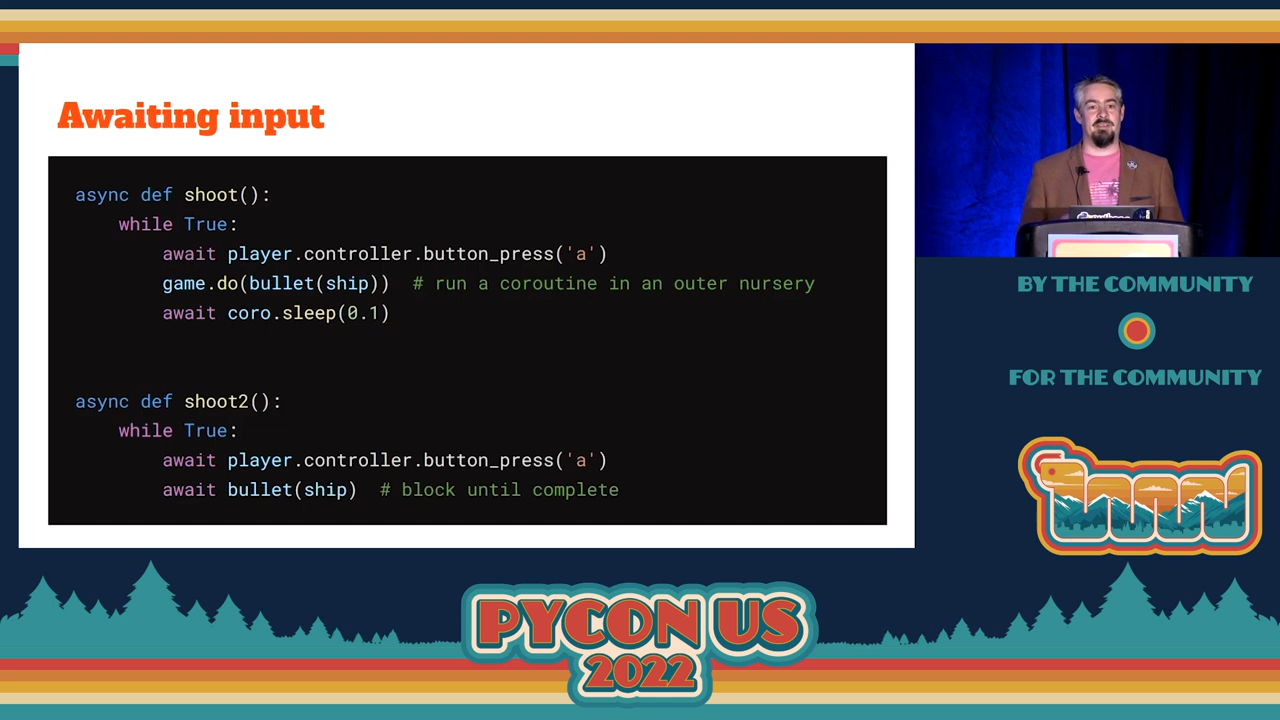 Awaiting input
async def shoot():
    while True:
        await player.controller.button_press('a')
        game.do(bullet(ship))  # run a coroutine in an outer nursery
        await coro.sleep(0.1)
async def shoot2():
    while True:
        await player.controller.button_press('a')
        await bullet(ship)  # block until complete
BY THE COMMUNITY
FOR THE COMMUNITY
PYCON US
2022